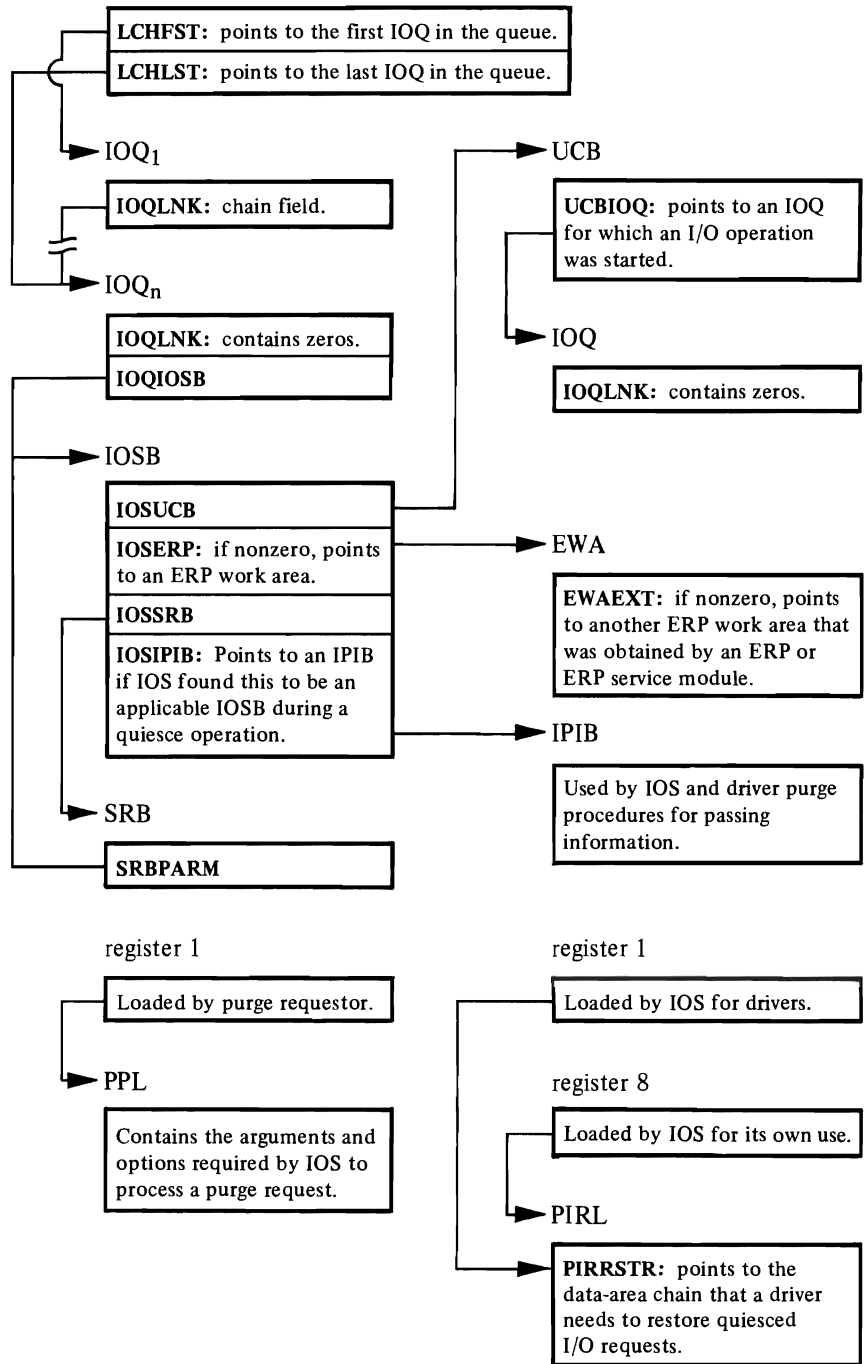 LCHFST: points to the first IOQ in the queue.
LCHLST: points to the last IOQ in the queue.
IOQ1
IOQLNK: chain field.
IOQn
IOQLNK: contains zeros.
IOQIOSB
IOSB
IOSUCB
IOSERP: if nonzero, points
to an ERP work area.
IOSSRB
IOSIPIB: Points to an IPIB
if IOS found this to be an
applicable IOSB during a
quiesce operation.
SRB
SRBPARM
UCB
UCBIOQ: points to an IOQ
for which an I/O operation
was started.
IOQ
IOQLNK: contains zeros.
EWA
EWAEXT: if nonzero, points
to another ERP work area that
was obtained by an ERP or
ERP service module.
IPIB
Used by IOS and driver purge
procedures for passing
information.
register 1
Loaded by purge requestor.
PPL
Contains the arguments and
options required by IOS to
process a purge request.
register 1
Loaded by IOS for drivers.
register 8
Loaded by IOS for its own use.
PIRL
PIRRSTR: points to the
data-area chain that a driver
needs to restore quiesced
I/O requests.